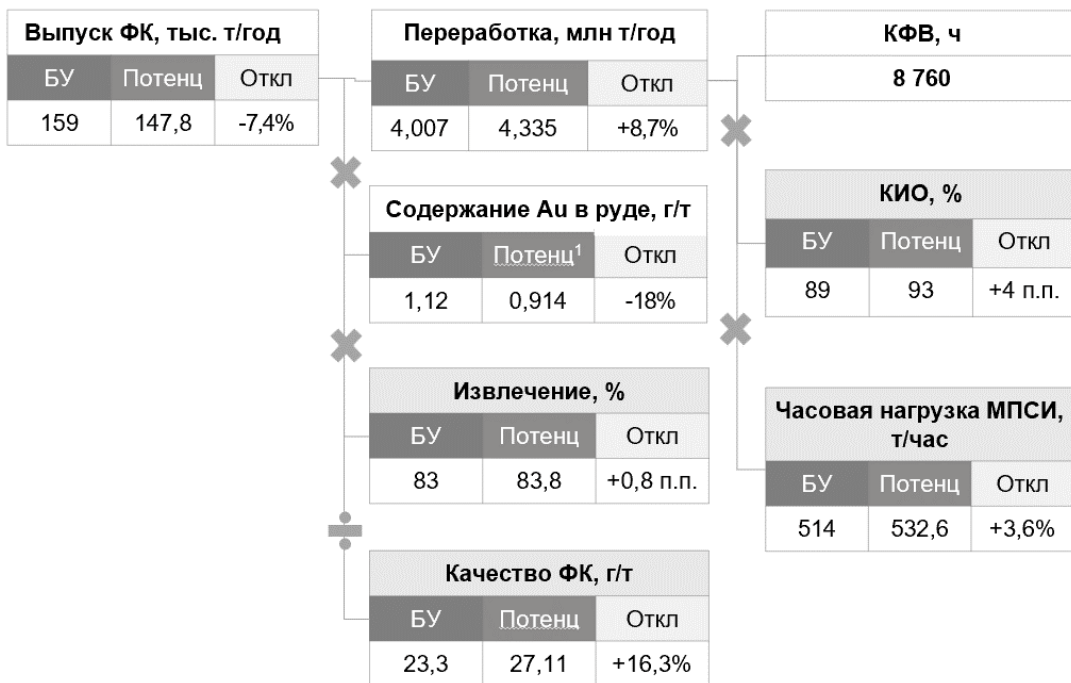 Выпуск ФК, тыс. т/год
БУ Потенц Откл
159 147,8 -7,4%
Переработка, млн т/год
БУ Потенц Откл
4,007 4,335 +8,7%
КФВ, ч
8 760
Содержание Au в руде, г/т
БУ Потенц¹ Откл
1,12 0,914 -18%
КИО, %
БУ Потенц Откл
89 93 +4 п.п.
Извлечение, %
БУ Потенц Откл
83 83,8 +0,8 п.п.
Часовая нагрузка МПСИ,
т/час
БУ Потенц Откл
514 532,6 +3,6%
Качество ФК, г/т
БУ Потенц Откл
23,3 27,11 +16,3%